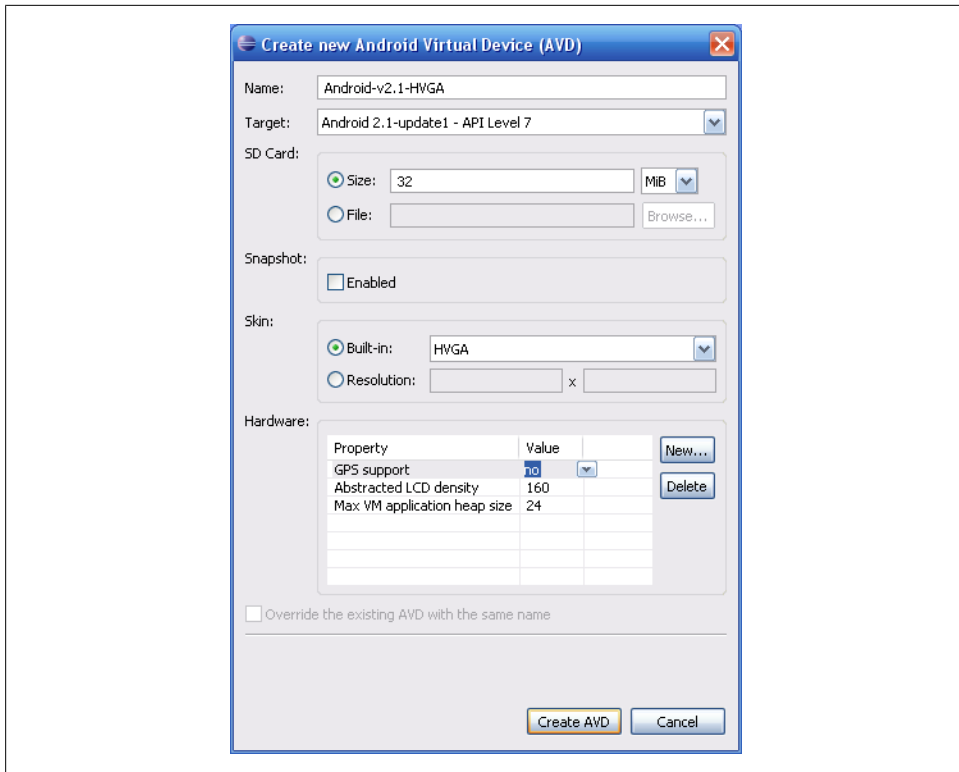 Create new Android Virtual Device (AVD)
Name: Android-v2.1-HVGA
Target: Android 2.1-update1 - API Level 7
SD Card:
Size: 32 MiB
File: Browse...
Snapshot:
Enabled
Skin:
Built-in: HVGA
Resolution: x
Hardware:
Property Value New...
GPS support no
Abstracted LCD density 160 Delete
Max VM application heap size 24
Override the existing AVD with the same name
Create AVD Cancel